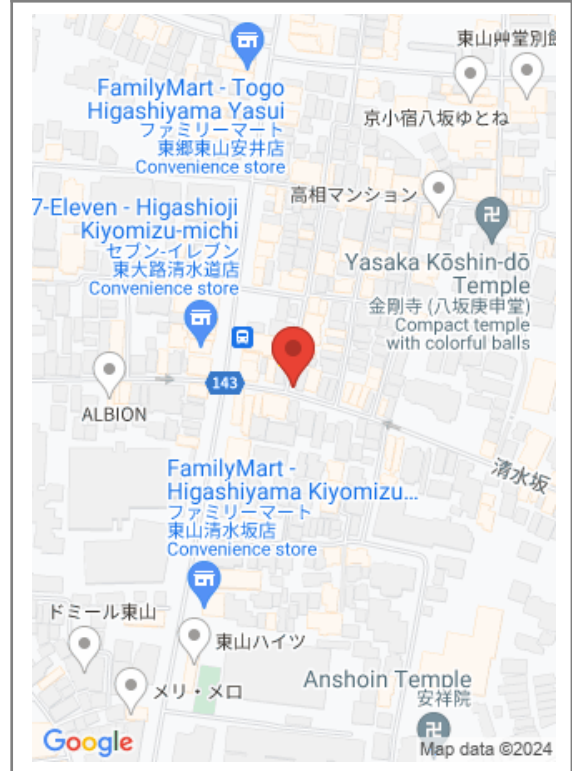 東山艸堂別館
FamilyMart - Togo
Higashiyama Yasui
ファミリーマート
東郷東山安井店
Convenience store
京小宿八坂ゆとね
高相マンション
7-Eleven - Higashioji
Kiyomizu-michi
セブン-イレブン
東大路清水道店
Convenience store
Yasaka Kōshin-dō
Temple
金剛寺 (八坂庚申堂)
Compact temple
with colorful balls
143
ALBION
清水坂
FamilyMart -
Higashiyama Kiyomizu...
ファミリーマート
東山清水坂店
Convenience store
ドミール東山
東山ハイツ
メリ・メロ
Anshoin Temple
安祥院
Google
Map data ©2024